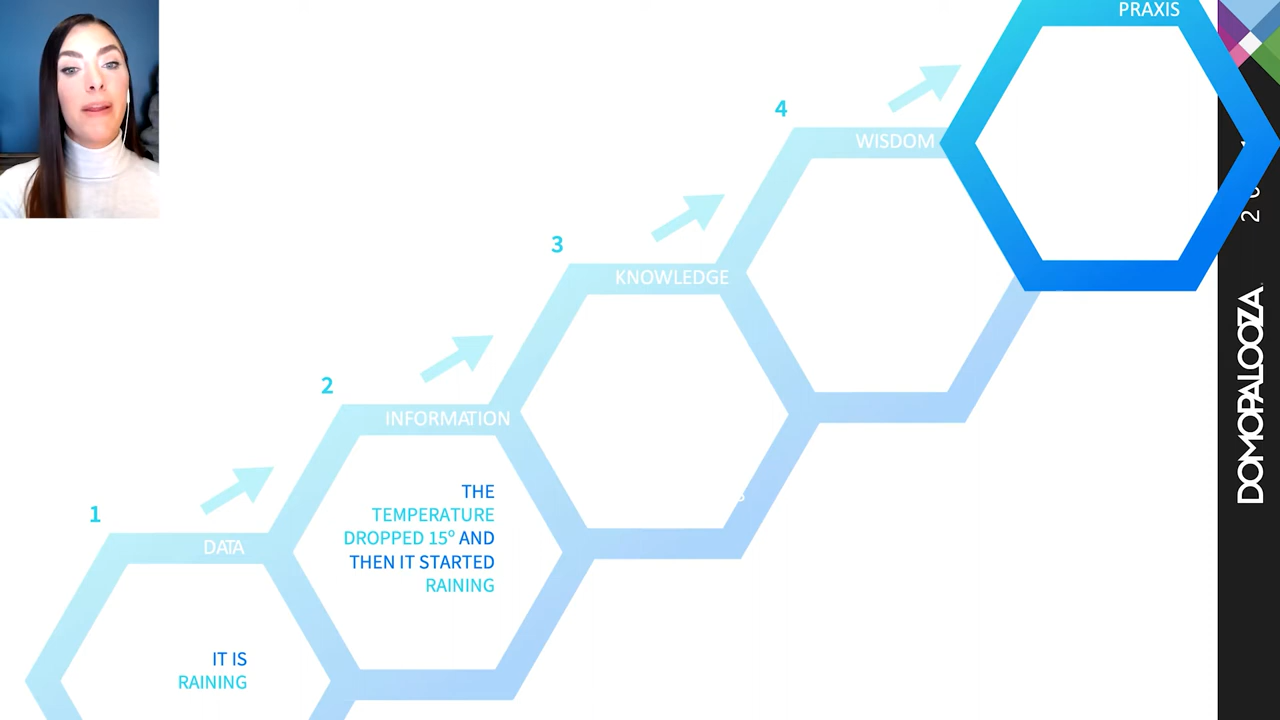 PRAXIS
4
WISDOM
3
KNOWLEDGE
2
INFORMATION
THE
TEMPERATURE
DROPPED 15º AND
THEN IT STARTED
RAINING
1
DATA
IT IS
RAINING
DOMOPALOOZA